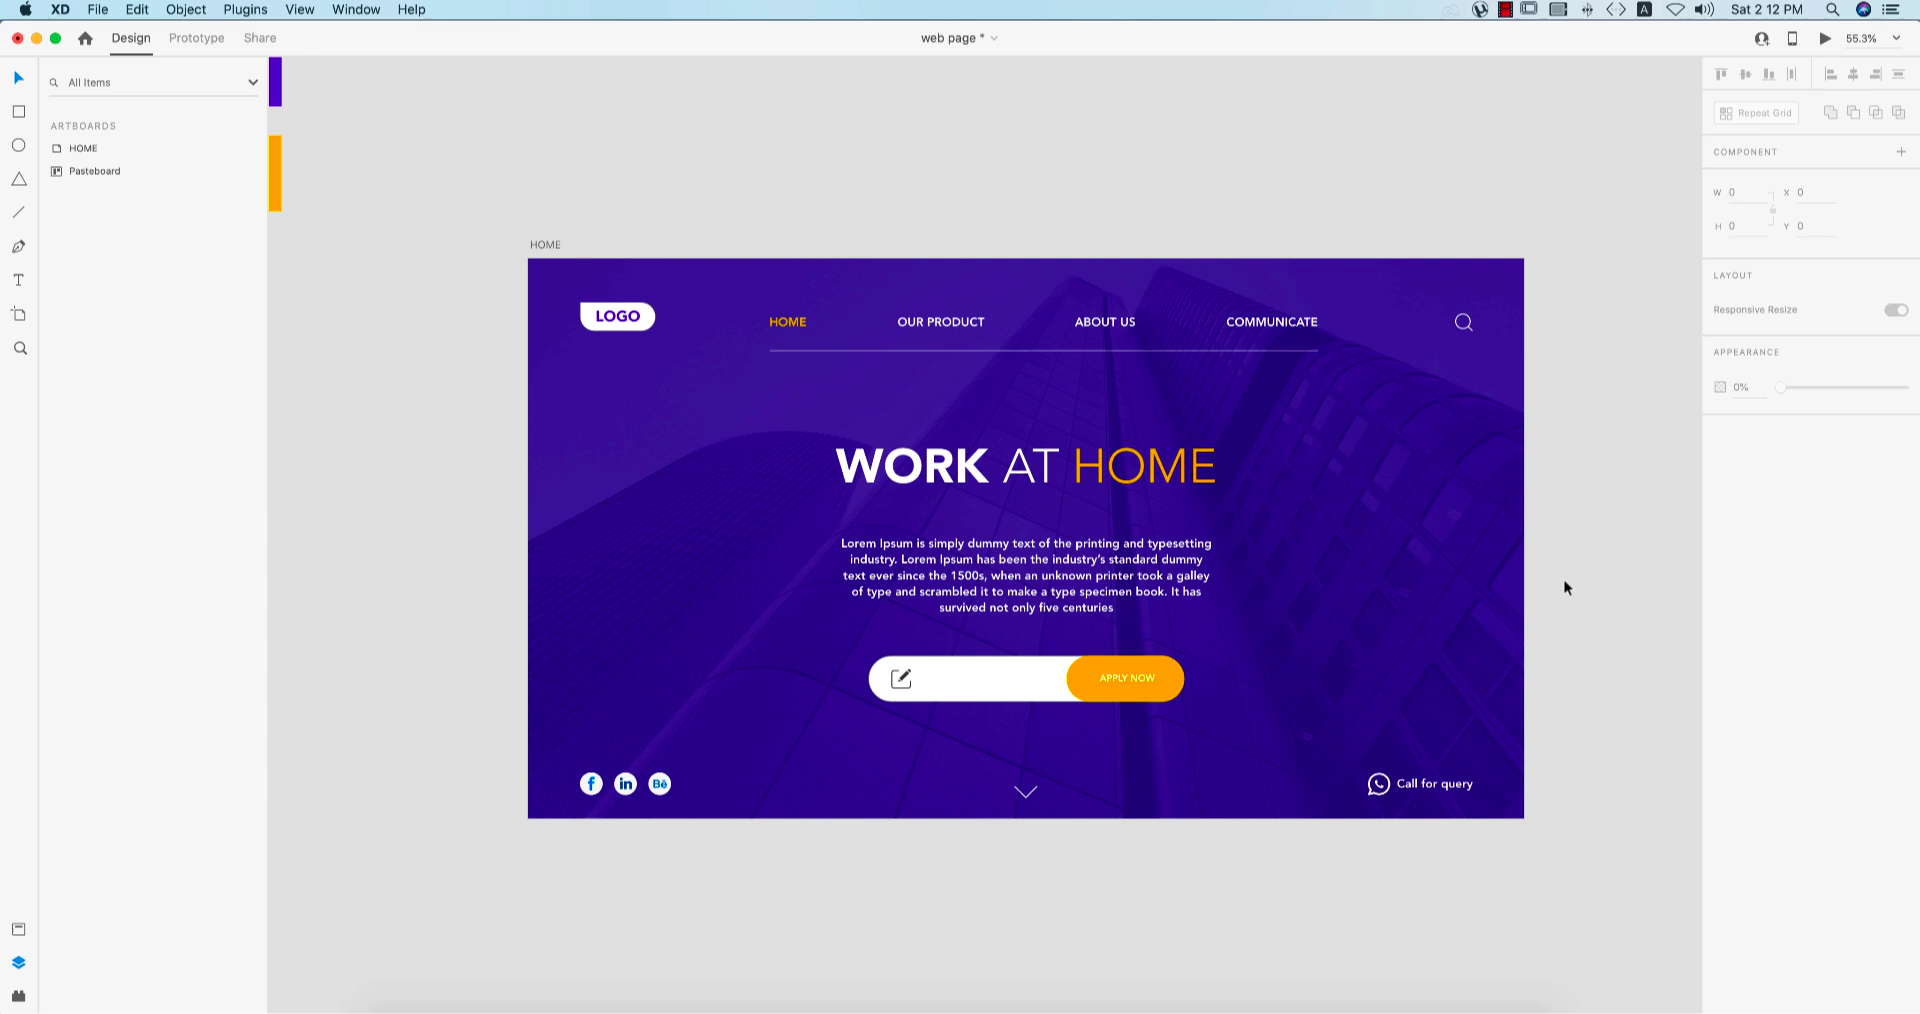 XD File Edit Object Plugins View Window Help
A Sat 2 12 PM
Design Prototype Share
web page *
55.3%
All Items
ARTBOARDS
HOME
Pasteboard
Repeat Grid
COMPONENT
W 0 X 0
H 0 Y 0
LAYOUT
Responsive Resize
APPEARANCE
0%
T
HOME
LOGO
HOME OUR PRODUCT ABOUT US COMMUNICATE
WORK AT HOME
Lorem Ipsum is simply dummy text of the printing and typesetting
industry. Lorem Ipsum has been the industry's standard dummy
text ever since the 1500s, when an unknown printer took a galley
of type and scrambled it to make a type specimen book. It has
survived not only five centuries
APPLY NOW
f in Bē
Call for query